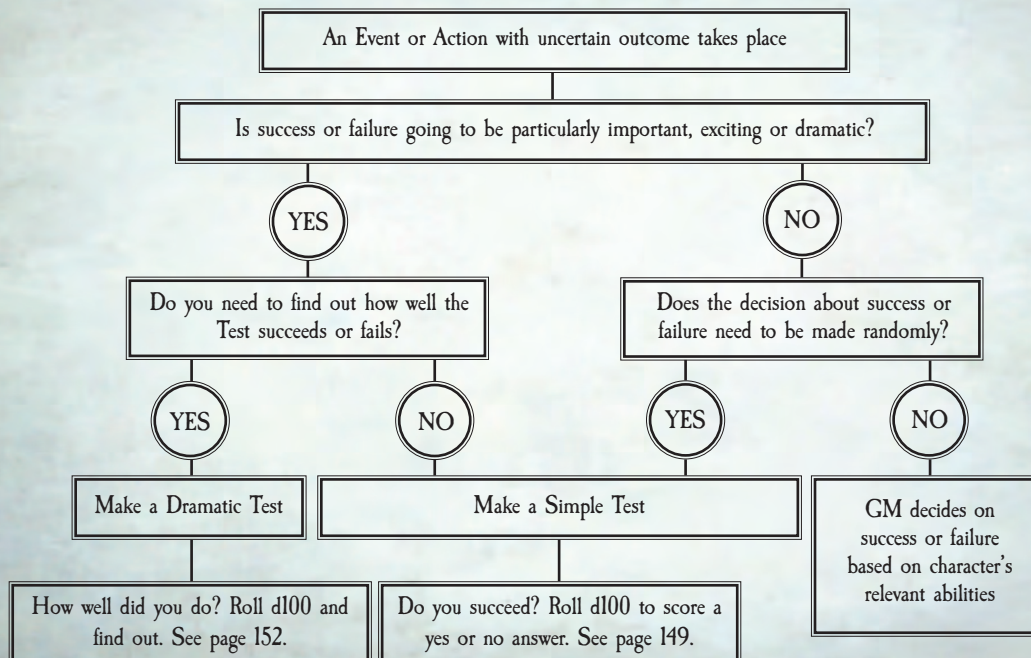 An Event or Action with uncertain outcome takes place
Is success or failure going to be particularly important, exciting or dramatic?
YES
NO
Do you need to find out how well the
Test succeeds or fails?
Does the decision about success or
failure need to be made randomly?
YES
NO
YES
NO
Make a Dramatic Test
Make a Simple Test
GM decides on
success or failure
based on character's
relevant abilities
How well did you do? Roll d100 and
find out. See page 152.
Do you succeed? Roll d100 to score a
yes or no answer. See page 149.